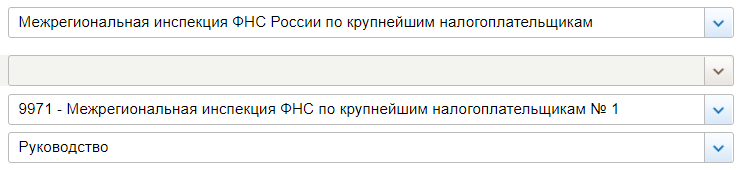 Межрегиональная инспекция ФНС России по крупнейшим налогоплательщикам
9971 - Межрегиональная инспекция ФНС по крупнейшим налогоплательщикам № 1
Руководство